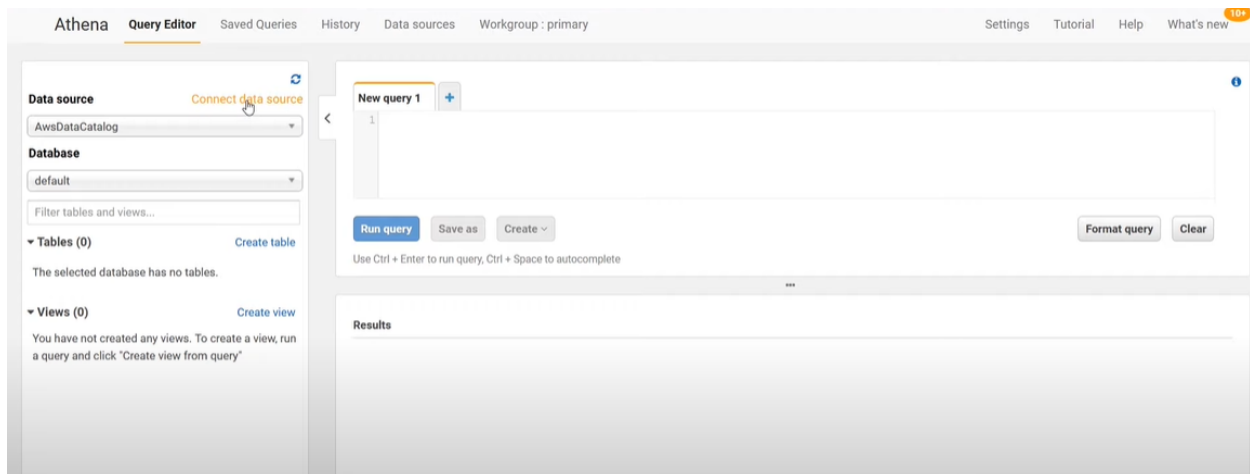 Athena Query Editor Saved Queries History Data sources Workgroup : primary Settings Tutorial Help What's new 10+
Data source Connect data source
AwsDataCatalog
Database
default
Filter tables and views...
Tables (0) Create table
The selected database has no tables.
Views (0) Create view
You have not created any views. To create a view, run
a query and click "Create view from query"
New query 1 +
1
Run query Save as Create Format query Clear
Use Ctrl + Enter to run query, Ctrl + Space to autocomplete
Results